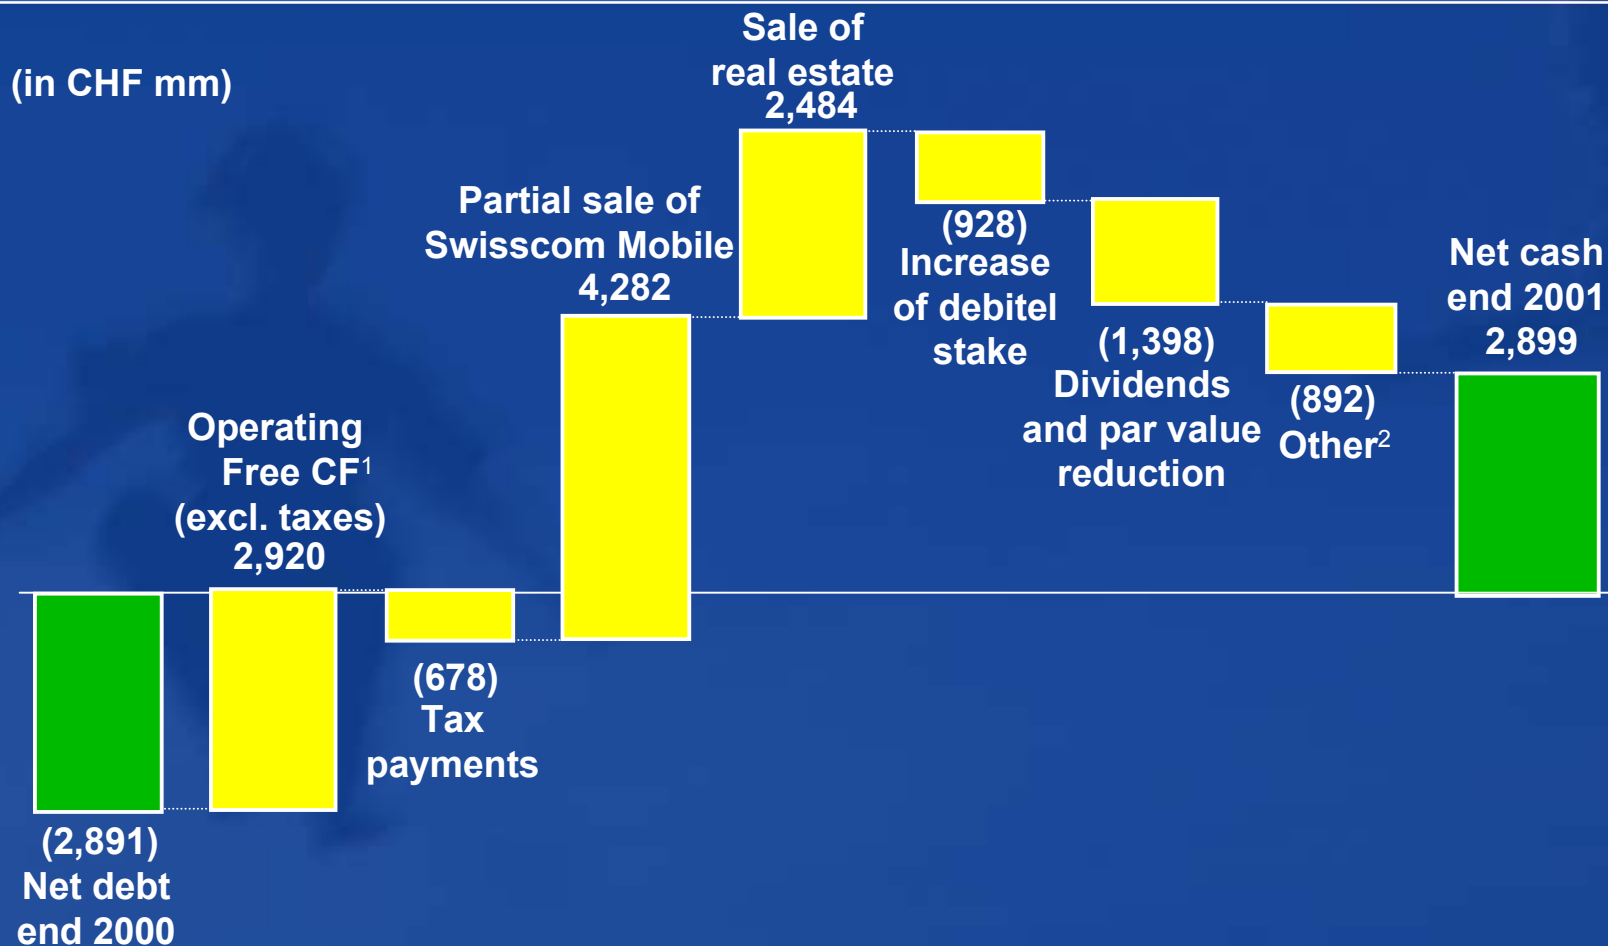 (in CHF mm)
Sale of
real estate
2,484
Partial sale of
Swisscom Mobile
4,282
(928)
Increase
of debitel
stake
Net cash
end 2001
2,899
(1,398)
Dividends
and par value
reduction
(892)
Other²
Operating
Free CF¹
(excl. taxes)
2,920
(678)
Tax
payments
(2,891)
Net debt
end 2000